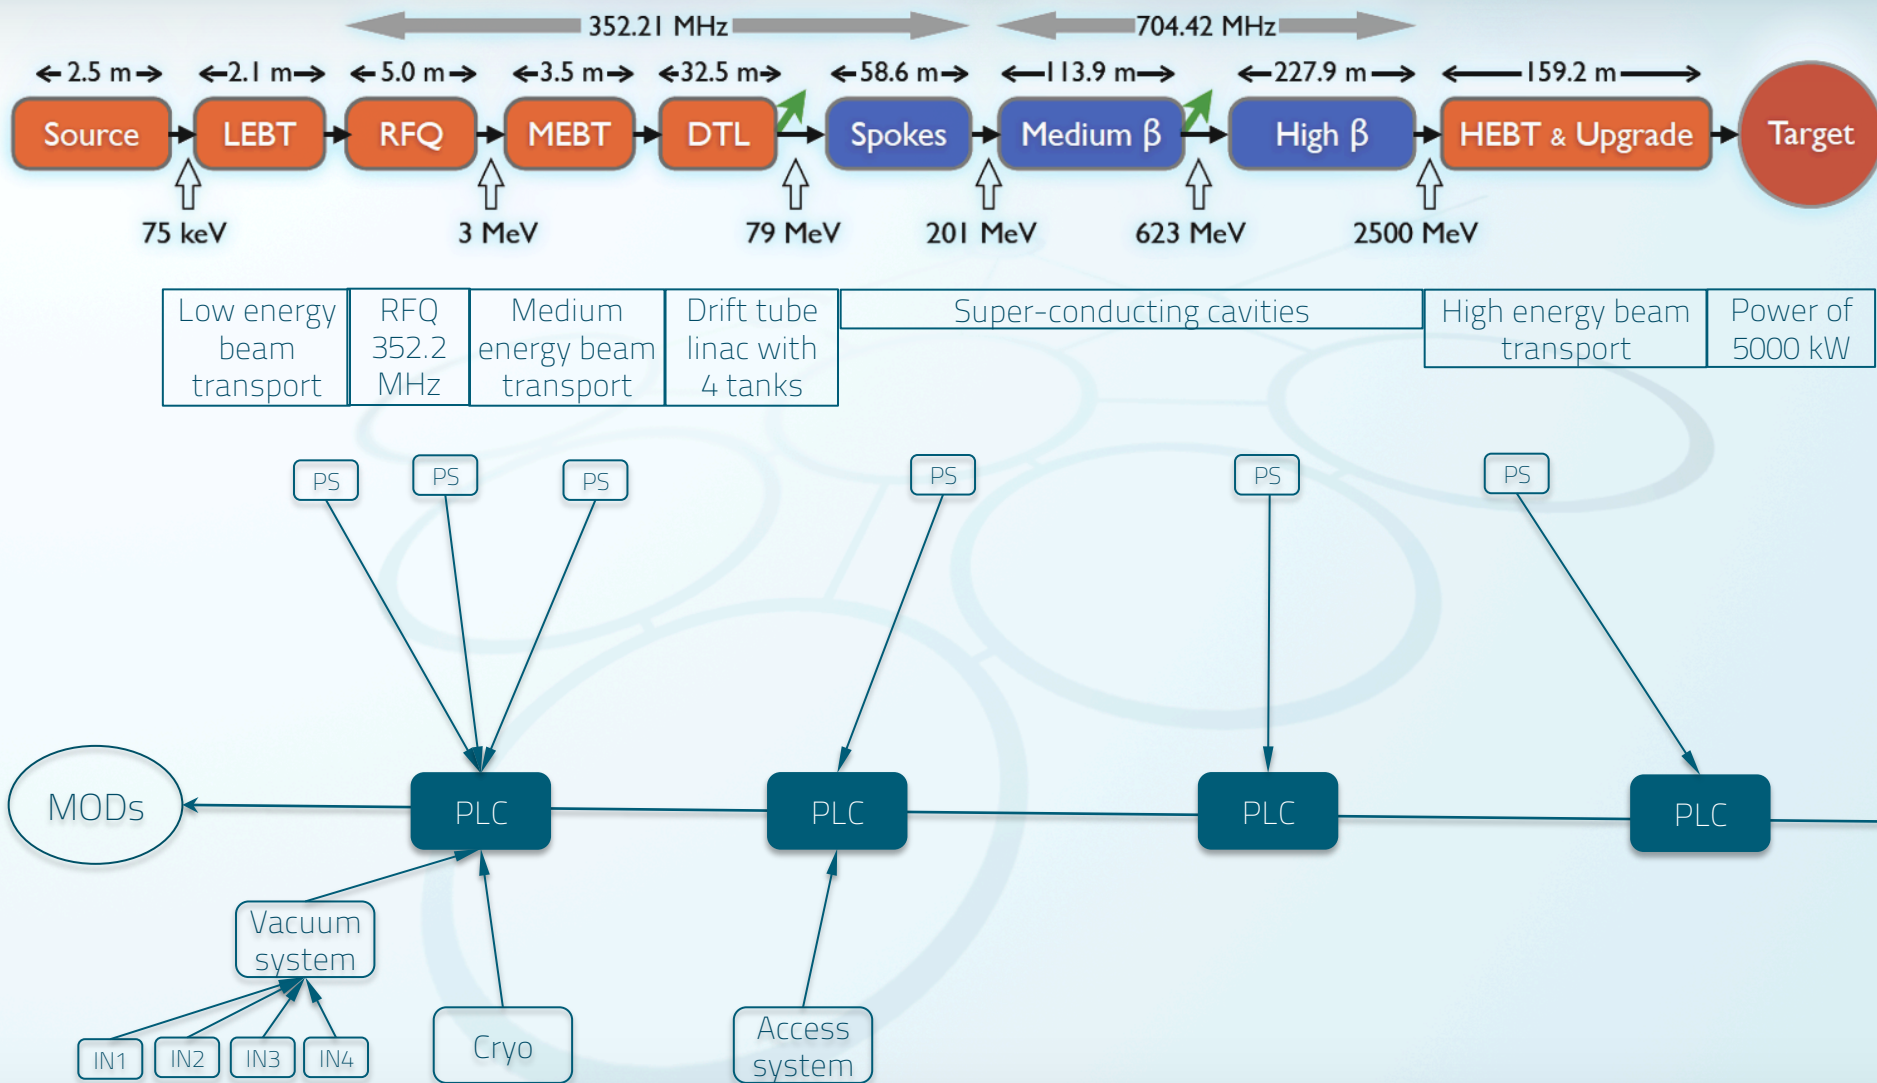 352.21 MHz
704.42 MHz
2.5 m
2.1 m
5.0 m
3.5 m
32.5 m
58.6 m
113.9 m
227.9 m
159.2 m
Source
LEBT
RFQ
MEBT
DTL
Spokes
Medium β
High β
HEBT & Upgrade
Target
75 keV
3 MeV
79 MeV
201 MeV
623 MeV
2500 MeV
Low energy
beam
transport
RFQ
352.2
MHz
Medium
energy beam
transport
Drift tube
linac with
4 tanks
Super-conducting cavities
High energy beam
transport
Power of
5000 kW
PS
PS
PS
PS
PS
PS
MODs
PLC
PLC
PLC
PLC
Vacuum
system
IN1
IN2
IN3
IN4
Cryo
Access
system